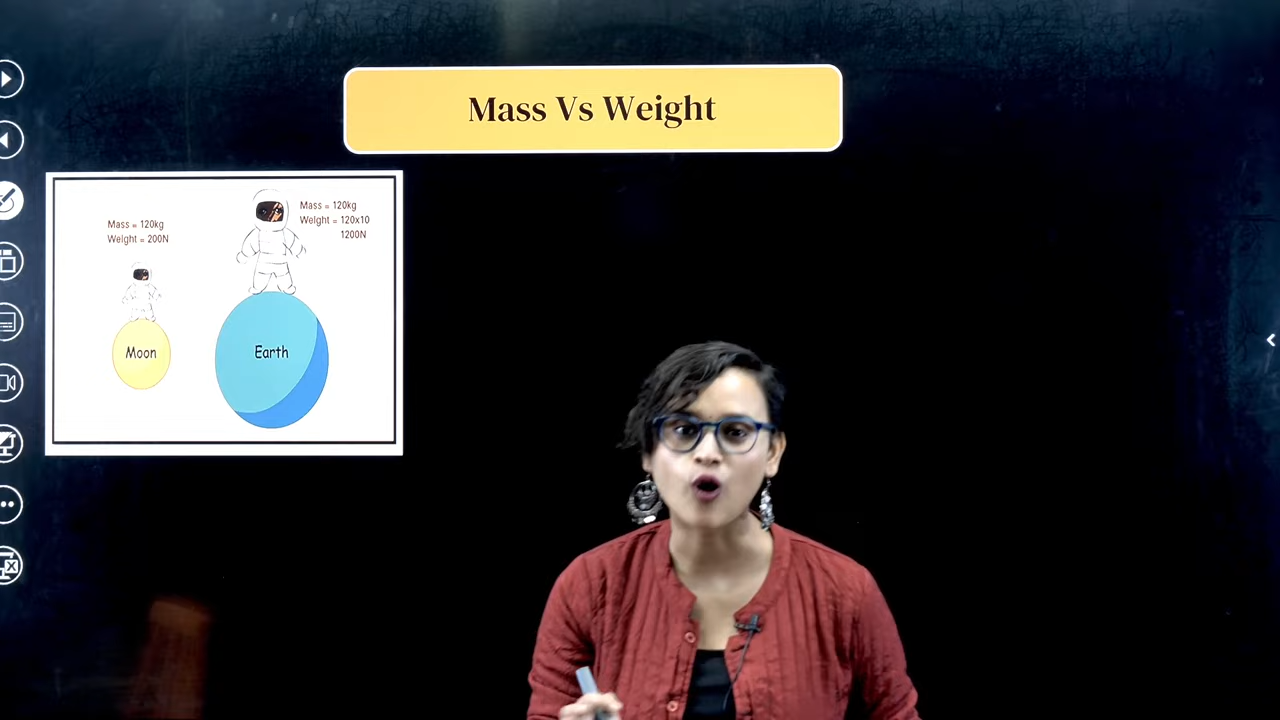 Mass Vs Weight
Mass = 120kg
Weight = 200N
Mass = 120kg
Weight = 120x10
1200N
Moon
Earth